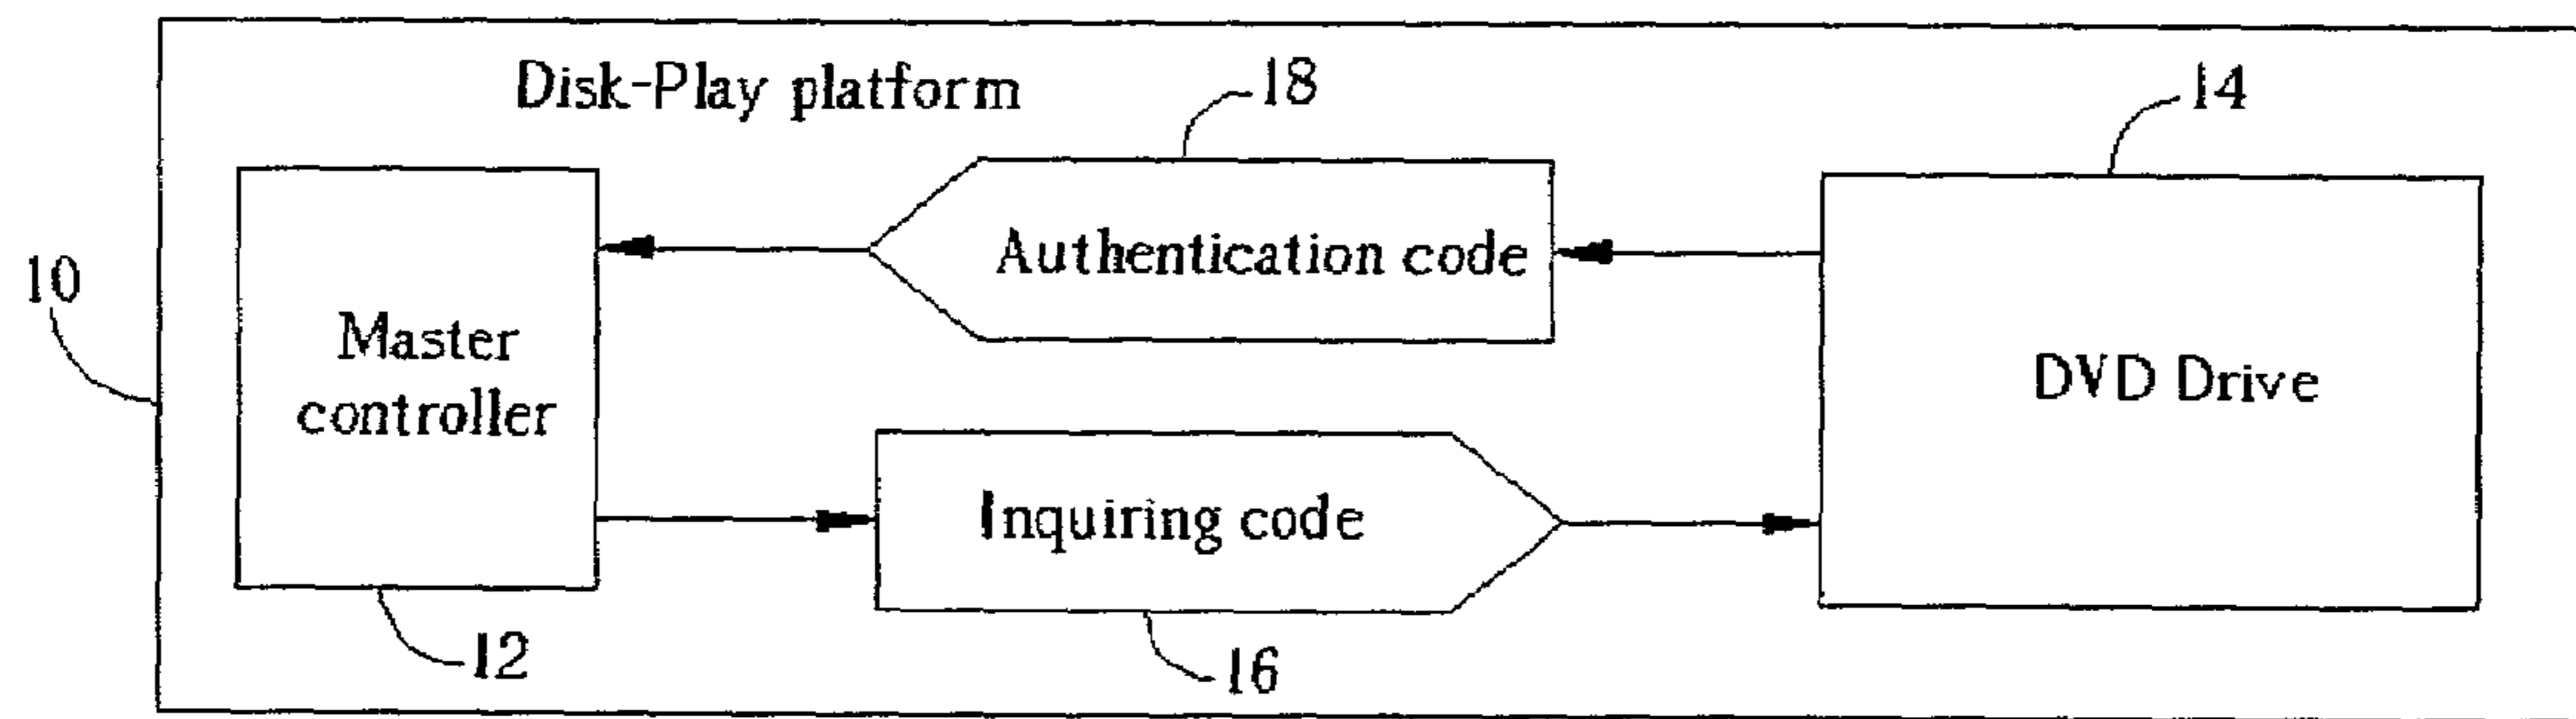 Disk-Play platform
18
14
Authentication code
10
Master
controller
DVD Drive
Inquiring code
12
16